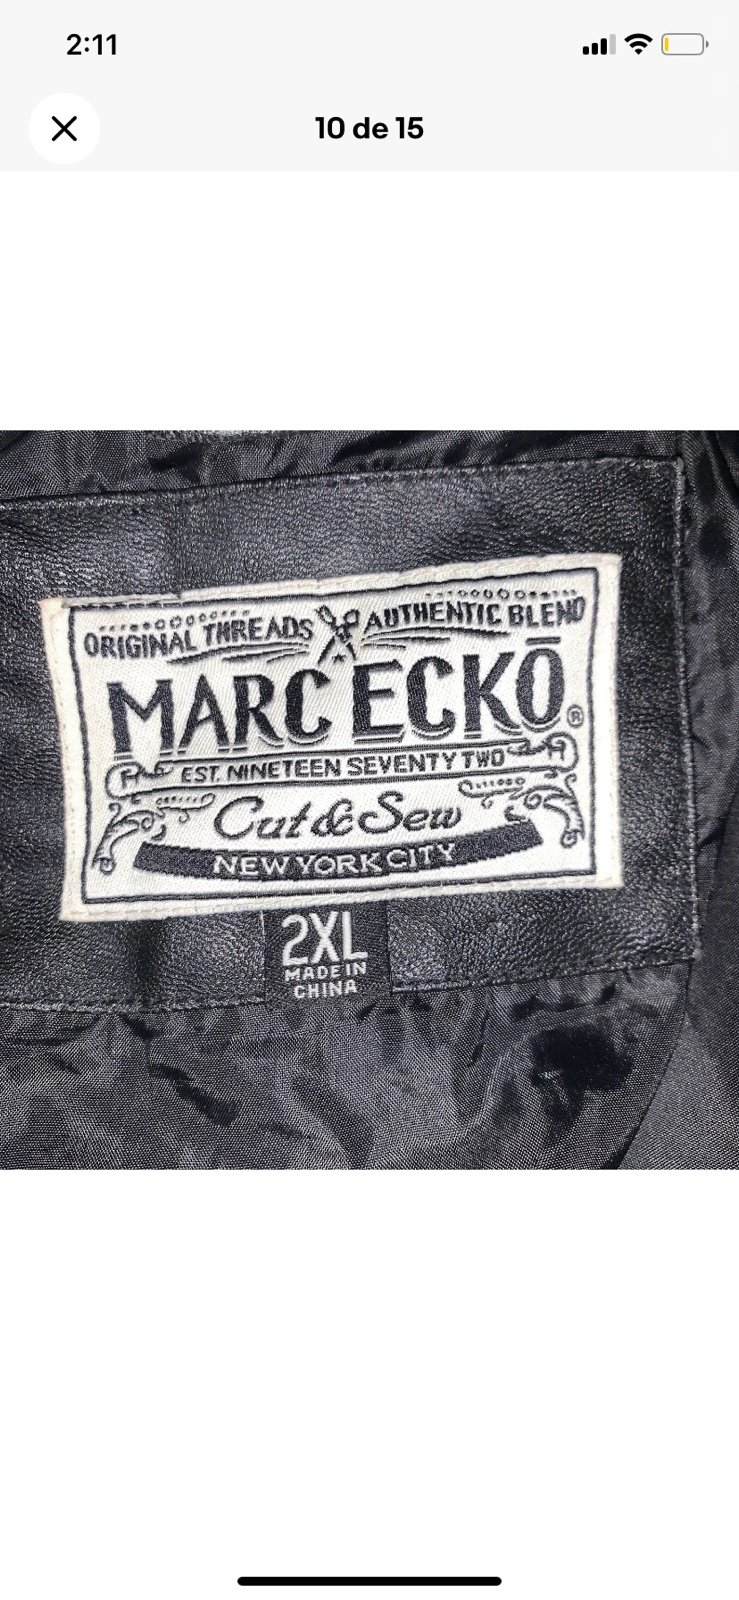 2:11
10 de 15
ORIGINAL THREADS AUTHENTIC BLEND
MARC ECKŌ ®
EST. NINETEEN SEVENTY TWO
Cut & Sew
NEW YORK CITY
2XL
MADE IN
CHINA